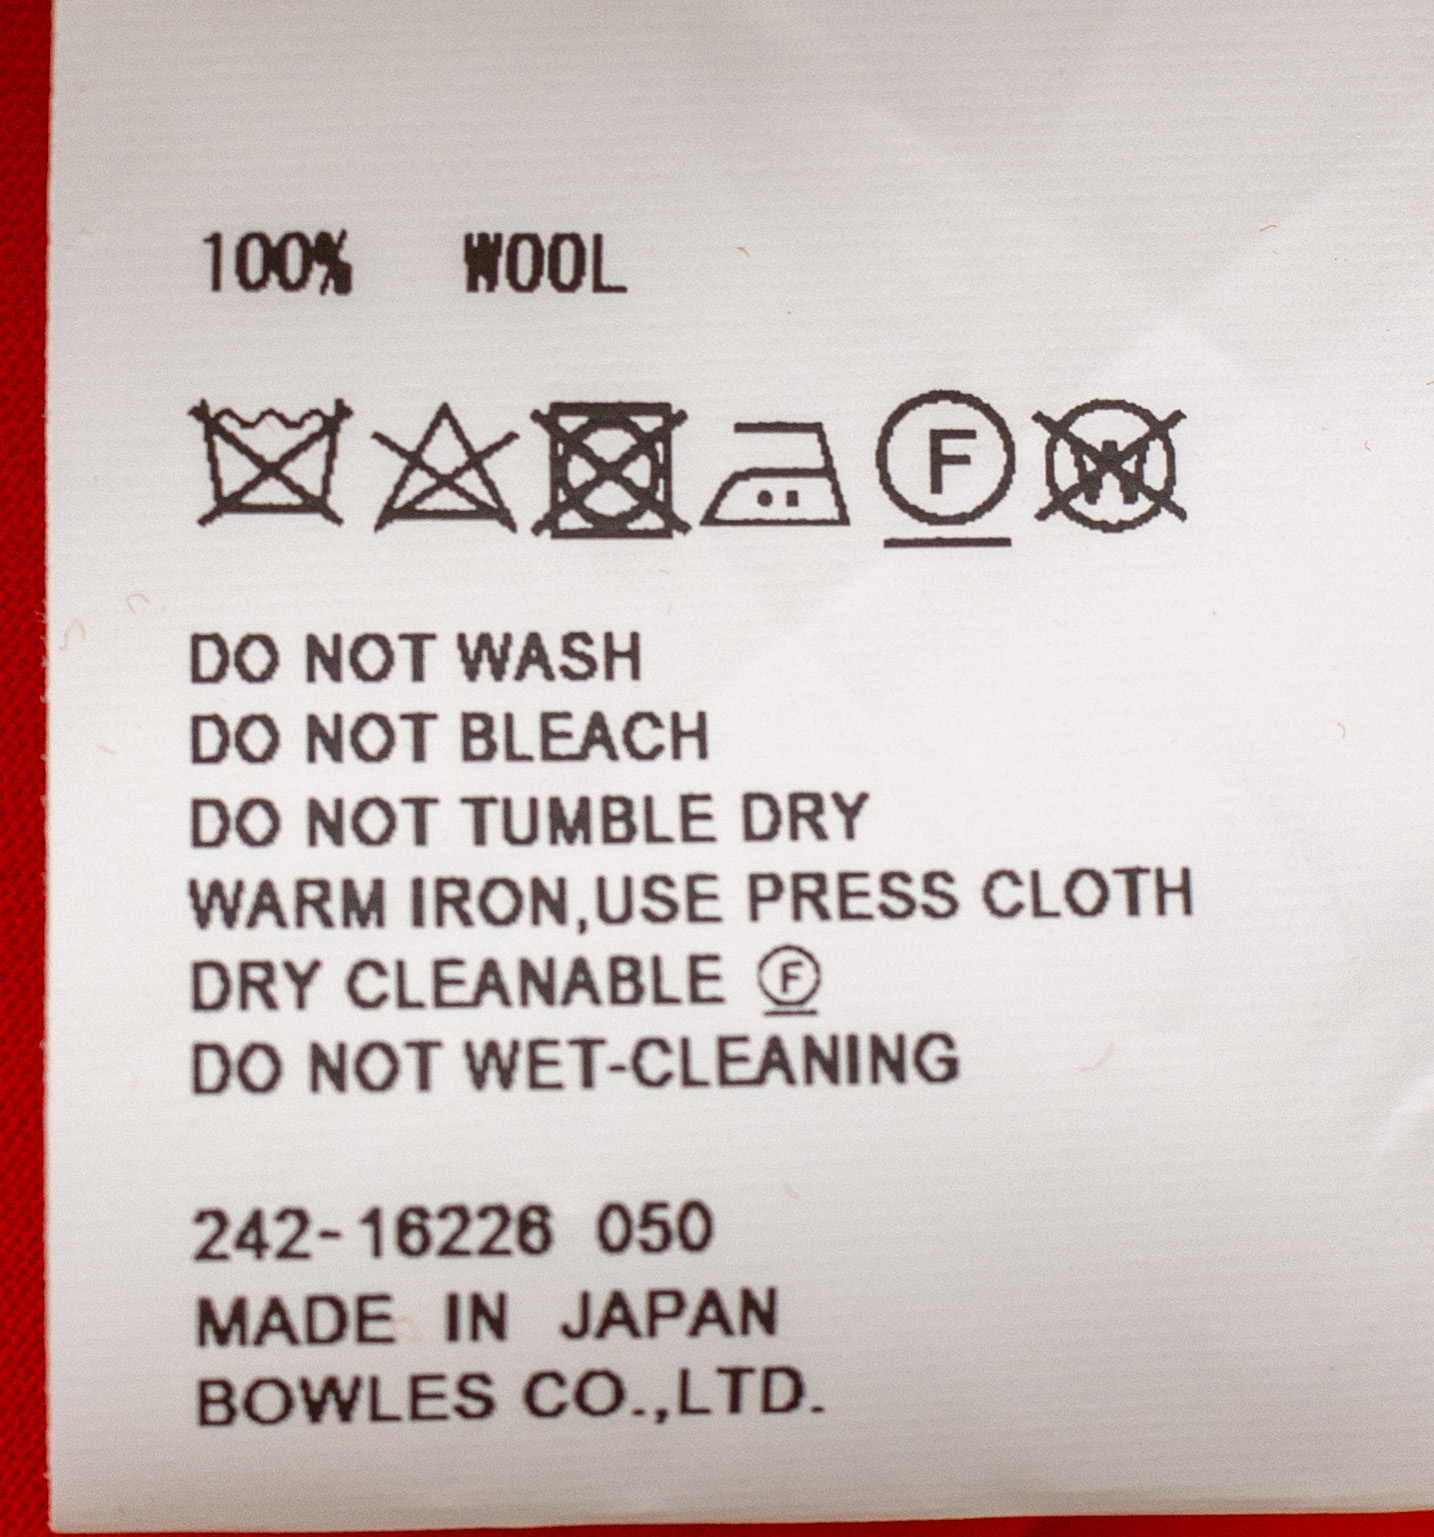 100% WOOL
W
F
DO NOT WASH
DO NOT BLEACH
DO NOT TUMBLE DRY
WARM IRON,USE PRESS CLOTH
DRY CLEANABLE Ⓕ
DO NOT WET-CLEANING
242-16226 050
MADE IN JAPAN
BOWLES CO.,LTD.